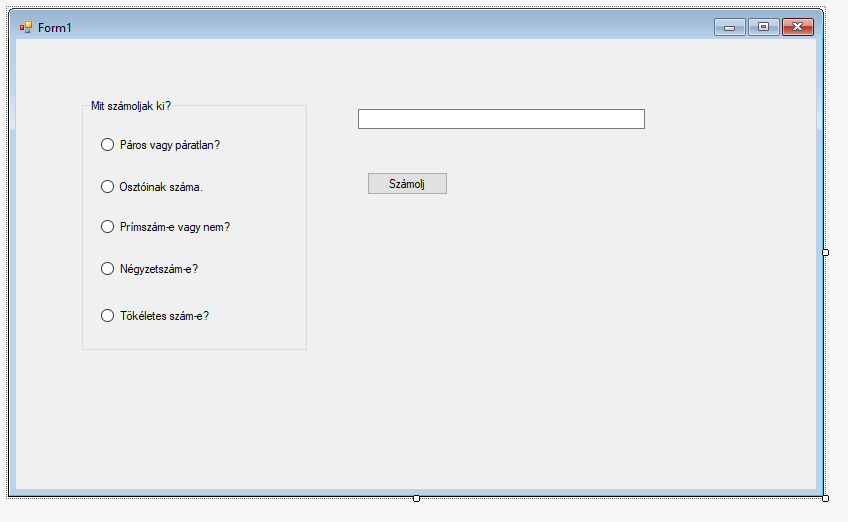 Form1
Mit számoljak ki?
Páros vagy páratlan?
Osztóinak száma.
Prímszám-e vagy nem?
Négyzetszám-e?
Tökéletes szám-e?
Számolj